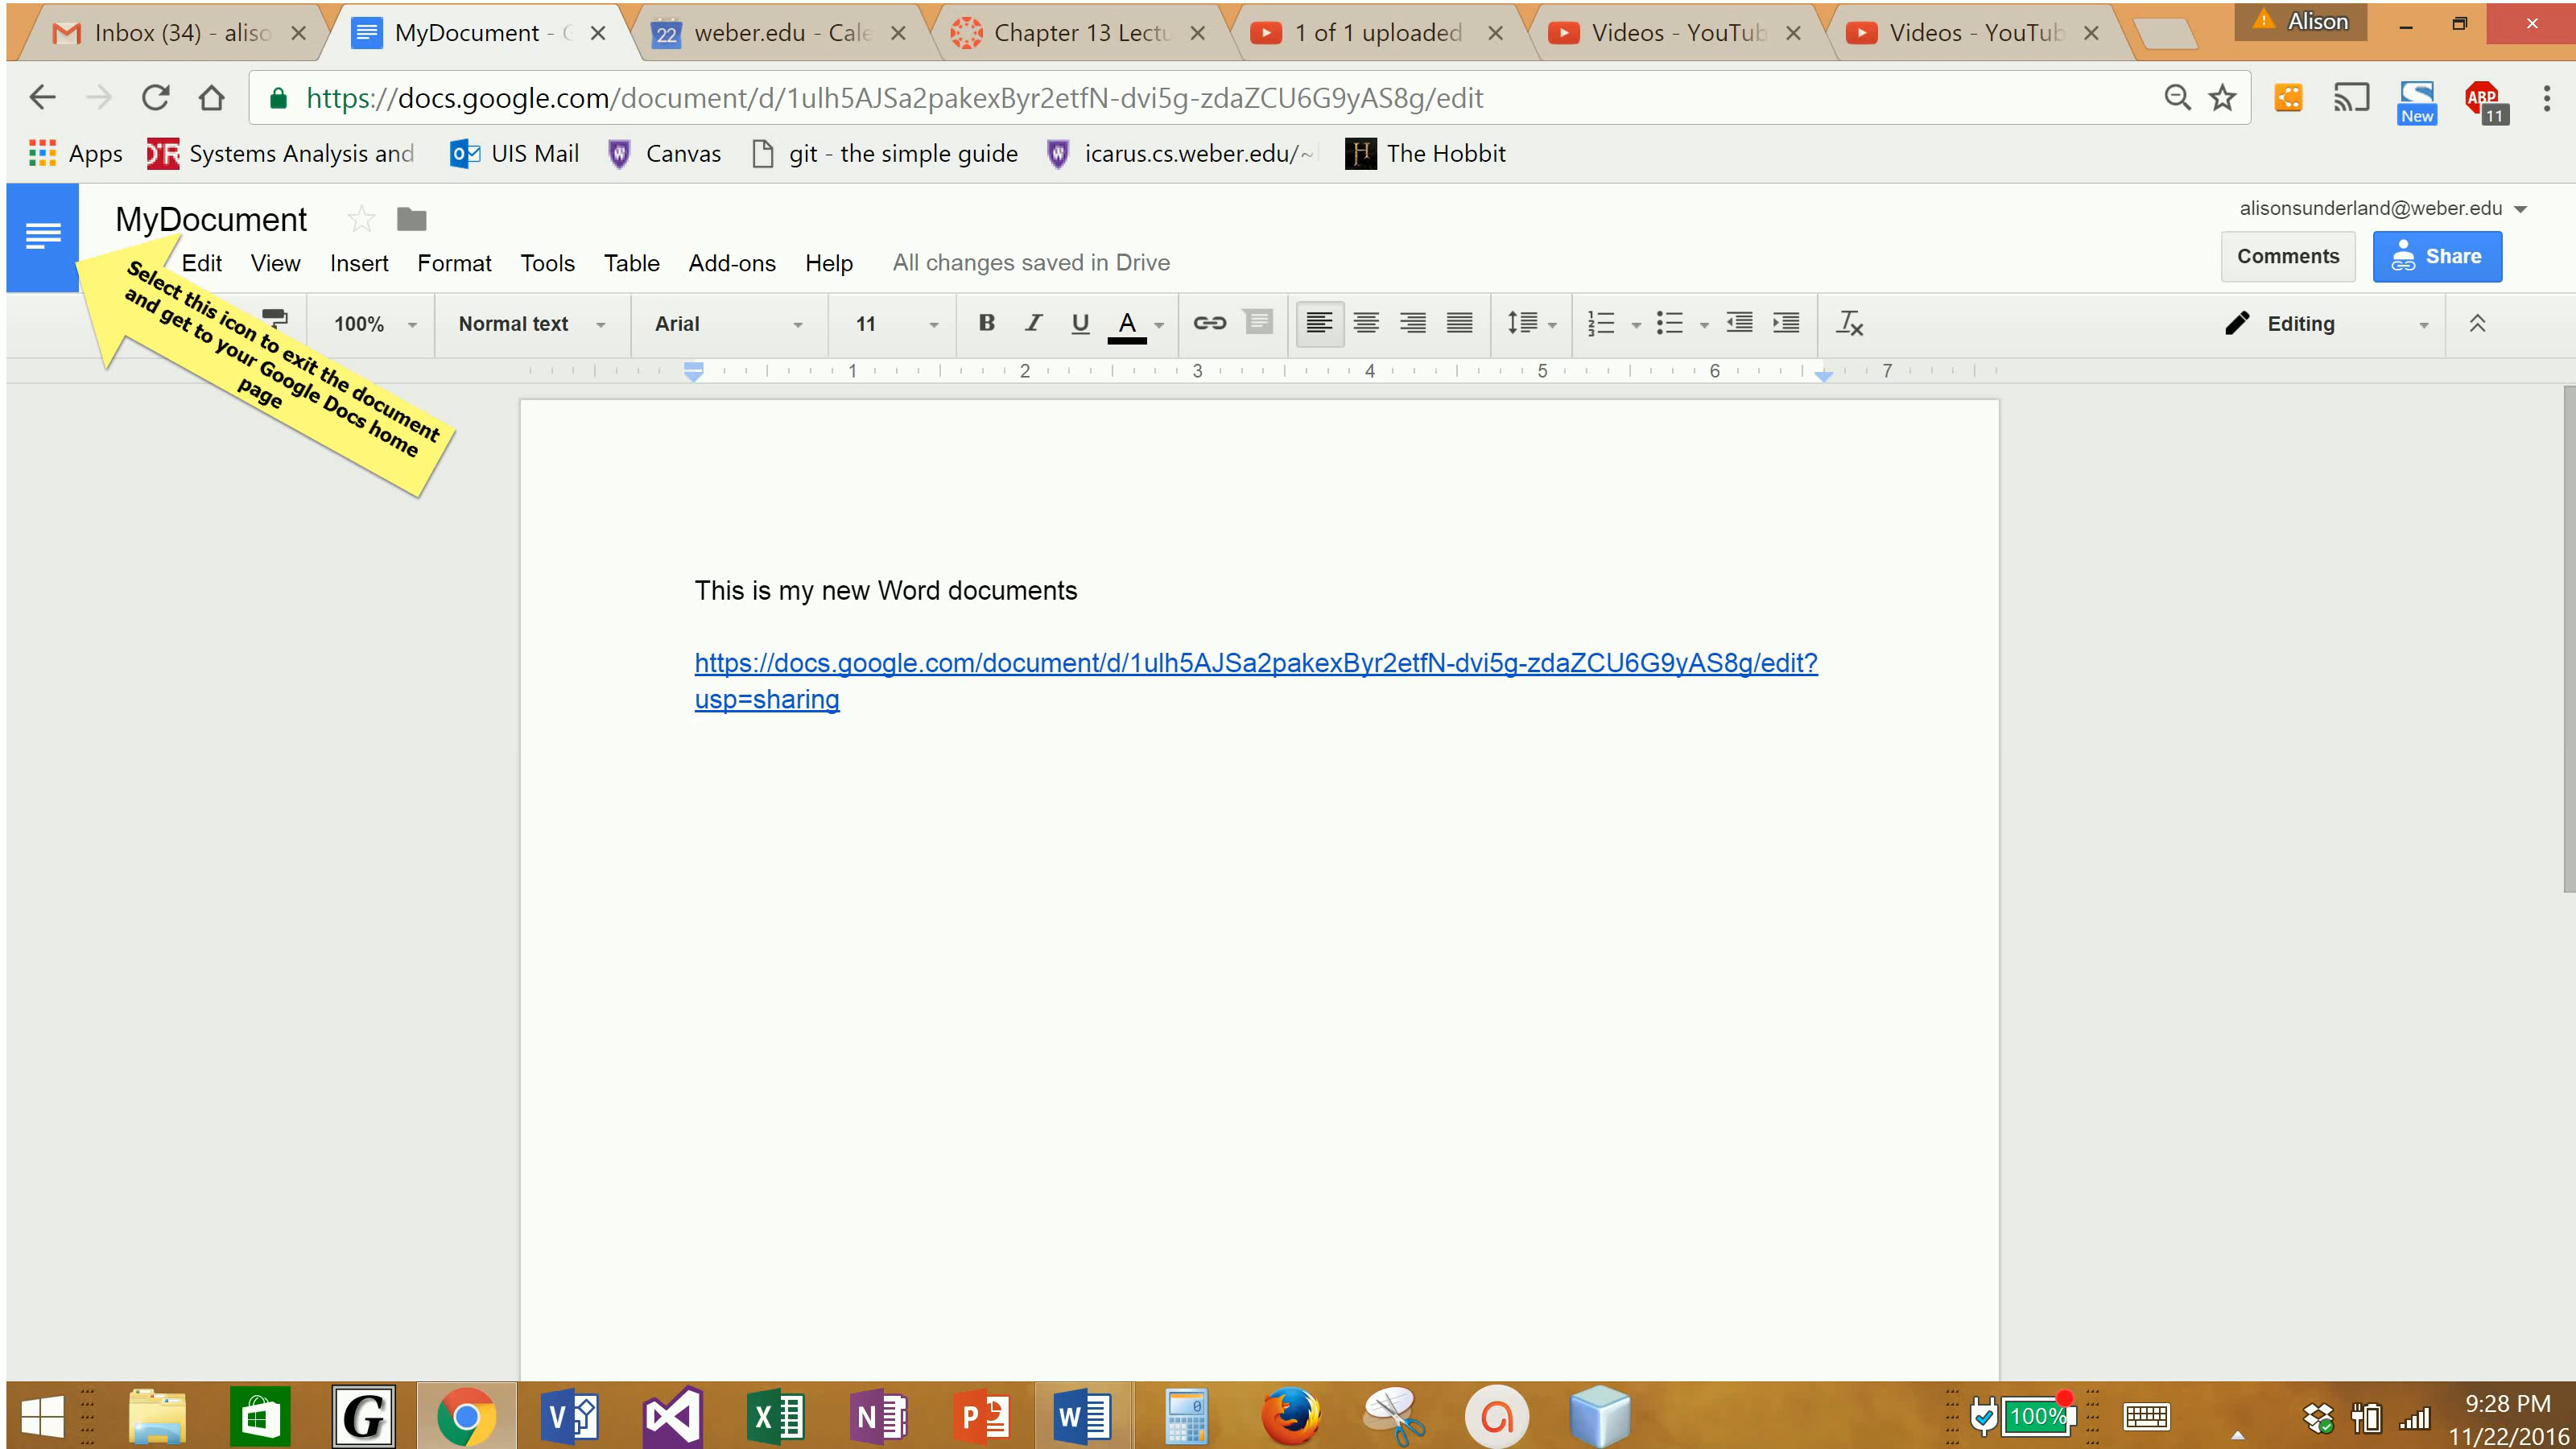 Inbox (34) - aliso
MyDocument - G
22 weber.edu - Cale
Chapter 13 Lectu
1 of 1 uploaded
Videos - YouTub
Videos - YouTub
Alison
https://docs.google.com/document/d/1ulh5AJSa2pakexByr2etfN-dvi5g-zdaZCU6G9yAS8g/edit
New
ABP
11
Apps
D'R Systems Analysis and
UIS Mail
Canvas
git - the simple guide
icarus.cs.weber.edu/~
H The Hobbit
MyDocument
alisonsunderland@weber.edu
Edit View Insert Format Tools Table Add-ons Help All changes saved in Drive
Comments
Share
Select this icon to exit the document
and get to your Google Docs home
page
100% Normal text Arial 11 B I U A
Editing
1 2 3 4 5 6 7
This is my new Word documents
https://docs.google.com/document/d/1ulh5AJSa2pakexByr2etfN-dvi5g-zdaZCU6G9yAS8g/edit?
usp=sharing
G
V
X
N
P
W
0
100%
9:28 PM
11/22/2016